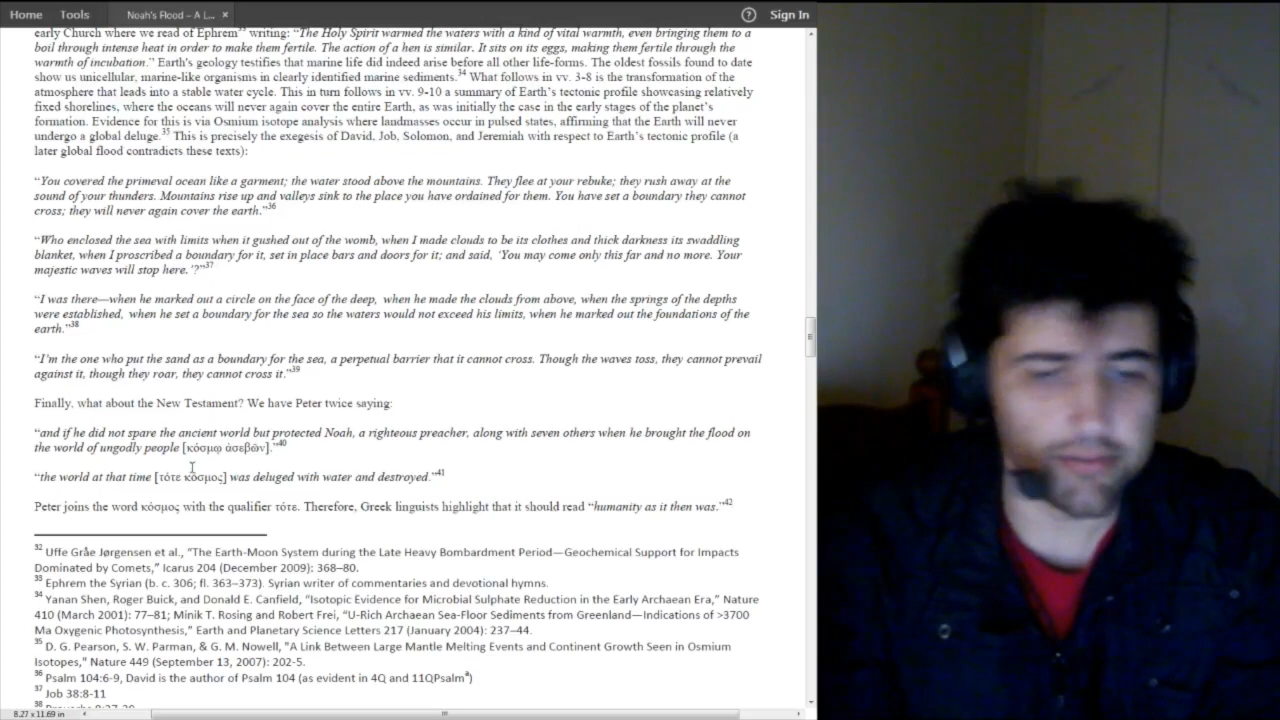 Home Tools Noah's Flood – A L... × ? Sign In
early Church where we read of Ephrem33 writing: “The Holy Spirit warmed the waters with a kind of vital warmth, even bringing them to a
boil through intense heat in order to make them fertile. The action of a hen is similar. It sits on its eggs, making them fertile through the
warmth of incubation.” Earth's geology testifies that marine life did indeed arise before all other life-forms. The oldest fossils found to date
show us unicellular, marine-like organisms in clearly identified marine sediments.34 What follows in vv. 3-8 is the transformation of the
atmosphere that leads into a stable water cycle. This in turn follows in vv. 9-10 a summary of Earth's tectonic profile showcasing relatively
fixed shorelines, where the oceans will never again cover the entire Earth, as was initially the case in the early stages of the planet's
formation. Evidence for this is via Osmium isotope analysis where landmasses occur in pulsed states, affirming that the Earth will never
undergo a global deluge.35 This is precisely the exegesis of David, Job, Solomon, and Jeremiah with respect to Earth's tectonic profile (a
later global flood contradicts these texts):
“You covered the primeval ocean like a garment; the water stood above the mountains. They flee at your rebuke; they rush away at the
sound of your thunders. Mountains rise up and valleys sink to the place you have ordained for them. You have set a boundary they cannot
cross; they will never again cover the earth.”36
“Who enclosed the sea with limits when it gushed out of the womb, when I made clouds to be its clothes and thick darkness its swaddling
blanket, when I proscribed a boundary for it, set in place bars and doors for it; and said, ‘You may come only this far and no more. Your
majestic waves will stop here.’?”37
“I was there—when he marked out a circle on the face of the deep, when he made the clouds from above, when the springs of the depths
were established, when he set a boundary for the sea so the waters would not exceed his limits, when he marked out the foundations of the
earth.”38
“I'm the one who put the sand as a boundary for the sea, a perpetual barrier that it cannot cross. Though the waves toss, they cannot prevail
against it, though they roar, they cannot cross it.”39
Finally, what about the New Testament? We have Peter twice saying:
“and if he did not spare the ancient world but protected Noah, a righteous preacher, along with seven others when he brought the flood on
the world of ungodly people [κόσμῳ ἀσεβῶν].”40
“the world at that time [τότε κόσμος] was deluged with water and destroyed.”41
Peter joins the word κόσμος with the qualifier τότε. Therefore, Greek linguists highlight that it should read “humanity as it then was.”42
32 Uffe Gråe Jørgensen et al., “The Earth-Moon System during the Late Heavy Bombardment Period—Geochemical Support for Impacts
Dominated by Comets,” Icarus 204 (December 2009): 368–80.
33 Ephrem the Syrian (b. c. 306; fl. 363–373). Syrian writer of commentaries and devotional hymns.
34 Yanan Shen, Roger Buick, and Donald E. Canfield, “Isotopic Evidence for Microbial Sulphate Reduction in the Early Archaean Era,” Nature
410 (March 2001): 77–81; Minik T. Rosing and Robert Frei, “U-Rich Archaean Sea-Floor Sediments from Greenland—Indications of >3700
Ma Oxygenic Photosynthesis,” Earth and Planetary Science Letters 217 (January 2004): 237–44.
35 D. G. Pearson, S. W. Parman, & G. M. Nowell, "A Link Between Large Mantle Melting Events and Continent Growth Seen in Osmium
Isotopes," Nature 449 (September 13, 2007): 202-5.
36 Psalm 104:6-9, David is the author of Psalm 104 (as evident in 4Q and 11QPsalmª)
37 Job 38:8-11
38
8.27 x 11.69 in